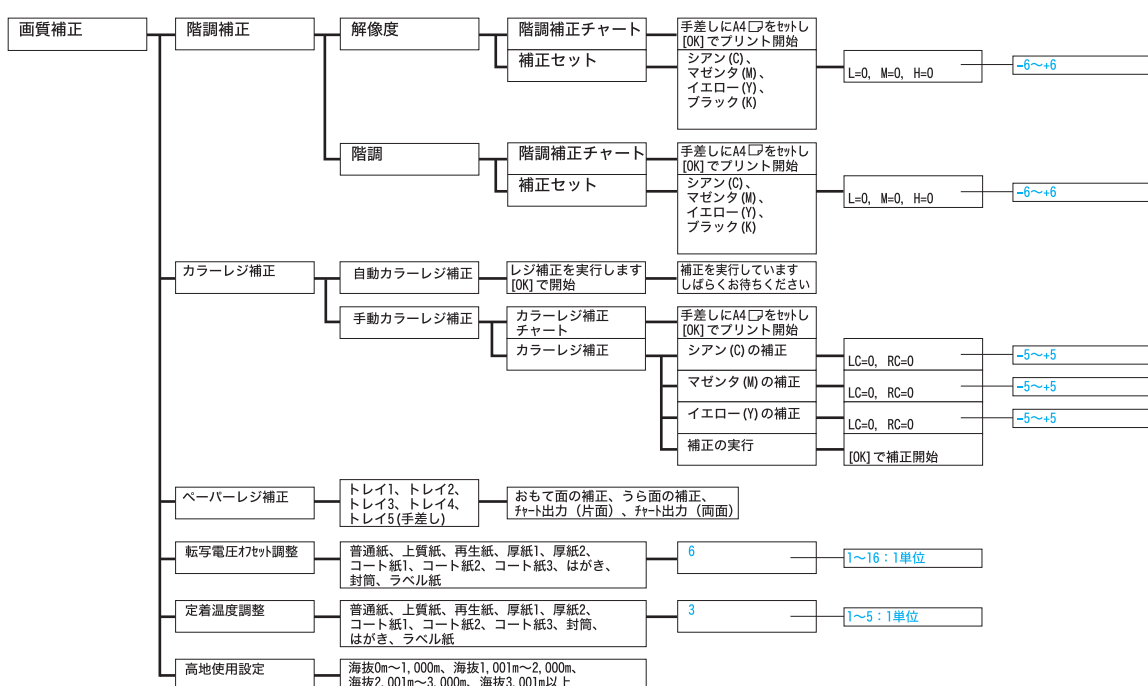 画質補正
階調補正
解像度
階調補正チャート
手差しにA4をｾｯﾄし
[OK]でプリント開始
補正セット
シアン(C)、
マゼンタ(M)、
イエロー(Y)、
ブラック(K)
L=0, M=0, H=0
-6～+6
階調
階調補正チャート
手差しにA4をｾｯﾄし
[OK]でプリント開始
補正セット
シアン(C)、
マゼンタ(M)、
イエロー(Y)、
ブラック(K)
L=0, M=0, H=0
-6～+6
カラーレジ補正
自動カラーレジ補正
レジ補正を実行します
[OK]で開始
補正を実行しています
しばらくお待ちください
手動カラーレジ補正
カラーレジ補正
チャート
手差しにA4をｾｯﾄし
[OK]でプリント開始
カラーレジ補正
シアン(C)の補正
LC=0, RC=0
-5～+5
マゼンタ(M)の補正
LC=0, RC=0
-5～+5
イエロー(Y)の補正
LC=0, RC=0
-5～+5
補正の実行
[OK]で補正開始
ペーパーレジ補正
トレイ1、トレイ2、
トレイ3、トレイ4、
トレイ5(手差し)
おもて面の補正、うら面の補正、
ﾁｬｰﾄ出力（片面）、ﾁｬｰﾄ出力（両面）
転写電圧ｵﾌｾｯﾄ調整
普通紙、上質紙、再生紙、厚紙1、厚紙2、
コート紙1、コート紙2、コート紙3、はがき、
封筒、ラベル紙
6
1～16：1単位
定着温度調整
普通紙、上質紙、再生紙、厚紙1、厚紙2、
コート紙1、コート紙2、コート紙3、封筒、
はがき、ラベル紙
3
1～5：1単位
高地使用設定
海抜0m～1,000m、海抜1,001m～2,000m、
海抜2,001m～3,000m、海抜3,001m以上